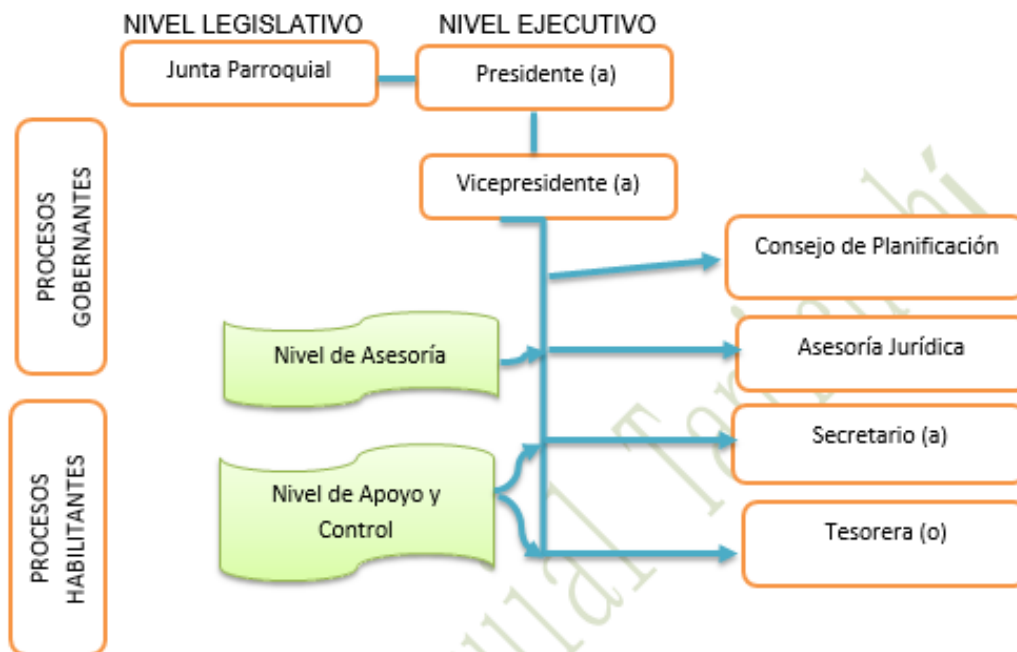 NIVEL LEGISLATIVO
NIVEL EJECUTIVO
Junta Parroquial
Presidente (a)
Vicepresidente (a)
PROCESOS
GOBERNANTES
Consejo de Planificación
Nivel de Asesoría
Asesoría Jurídica
PROCESOS
HABILITANTES
Secretario (a)
Nivel de Apoyo y
Control
Tesorera (o)